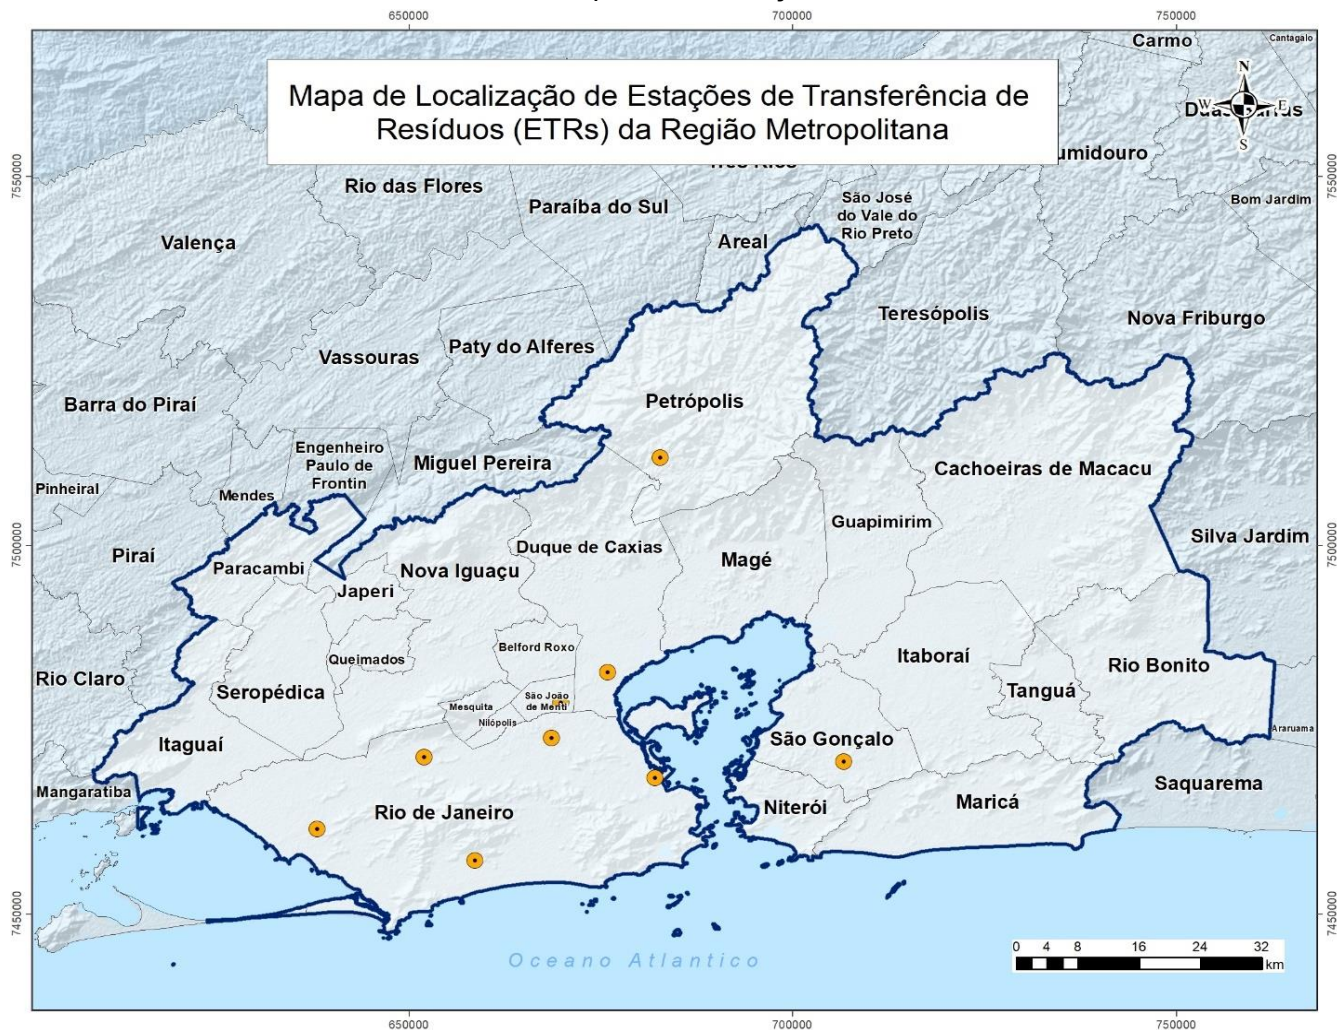 650000
700000
750000
Carmo
Cantagalo
N
W
E
S
Mapa de Localização de Estações de Transferência de
Resíduos (ETRs) da Região Metropolitana
7550000
7550000
umidouro
Rio das Flores
Paraíba do Sul
São José
do Vale do
Rio Preto
Bom Jardim
Valença
Areal
Teresópolis
Nova Friburgo
Vassouras
Paty do Alferes
Barra do Piraí
Petrópolis
Engenheiro
Paulo de
Frontin
Miguel Pereira
Cachoeiras de Macacu
Pinheiral
Mendes
Guapimirim
Silva Jardim
7500000
7500000
Piraí
Paracambi
Duque de Caxias
Magé
Nova Iguaçu
Japeri
Belford Roxo
Queimados
Itaboraí
Rio Bonito
Rio Claro
Seropédica
Tanguá
São João
de Meriti
Mesquita
Nilópolis
Araruama
Itaguaí
São Gonçalo
Mangaratiba
Saquarema
Rio de Janeiro
Niterói
Maricá
7450000
7450000
Oceano Atlantico
0 4 8 16 24 32
km
650000
700000
750000